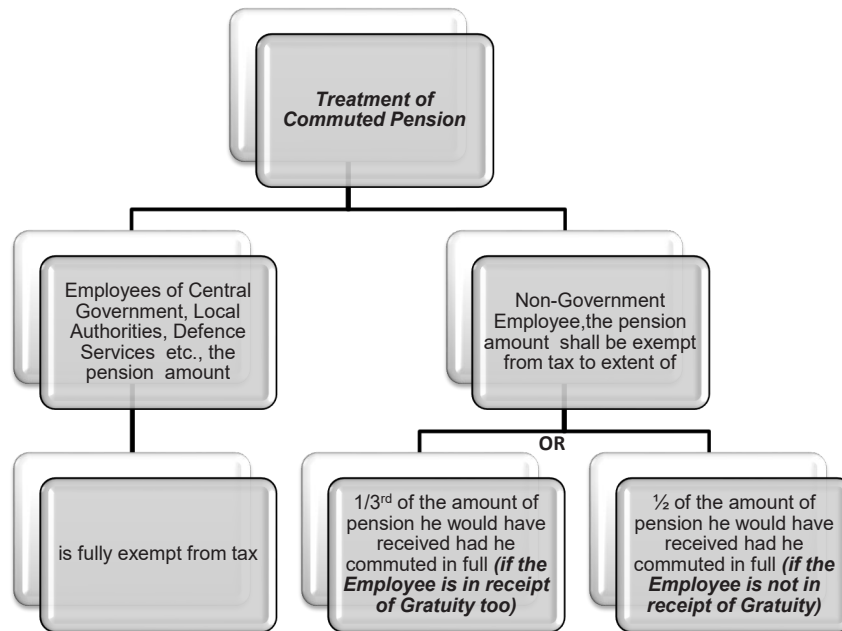 Treatment of
Commuted Pension
Employees of Central
Government, Local
Authorities, Defence
Services etc., the
pension amount
Non-Government
Employee,the pension
amount shall be exempt
from tax to extent of
OR
is fully exempt from tax
1/3rd of the amount of
pension he would have
received had he
commuted in full (if the
Employee is in receipt
of Gratuity too)
½ of the amount of
pension he would have
received had he
commuted in full (if the
Employee is not in
receipt of Gratuity)